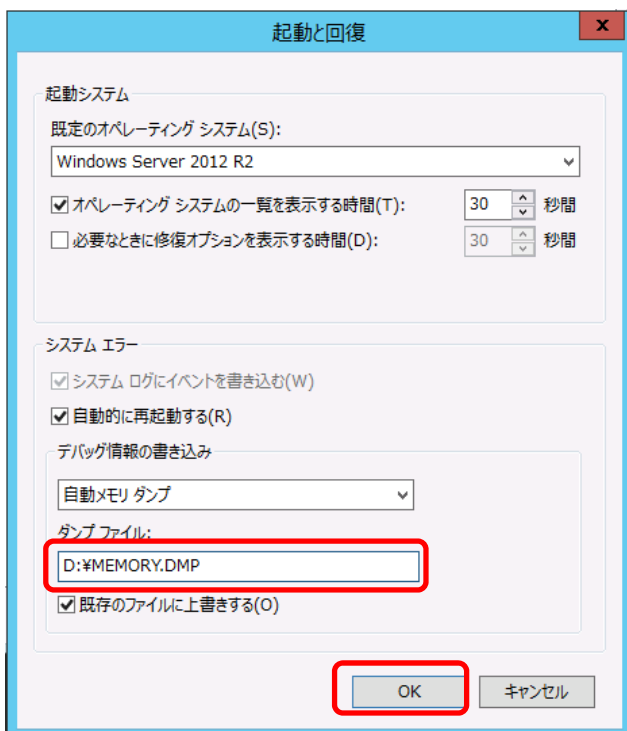 起動と回復
x
起動システム
既定のオペレーティング システム(S):
Windows Server 2012 R2
オペレーティング システムの一覧を表示する時間(T): 30 秒間
必要なときに修復オプションを表示する時間(D): 30 秒間
システム エラー
システム ログにイベントを書き込む(W)
自動的に再起動する(R)
デバッグ情報の書き込み
自動メモリ ダンプ
ダンプ ファイル:
D:¥MEMORY.DMP
既存のファイルに上書きする(O)
OK キャンセル